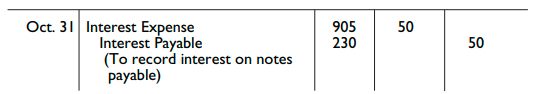 Oct. 31 Interest Expense 905 50
Interest Payable 230 50
(To record interest on notes
payable)